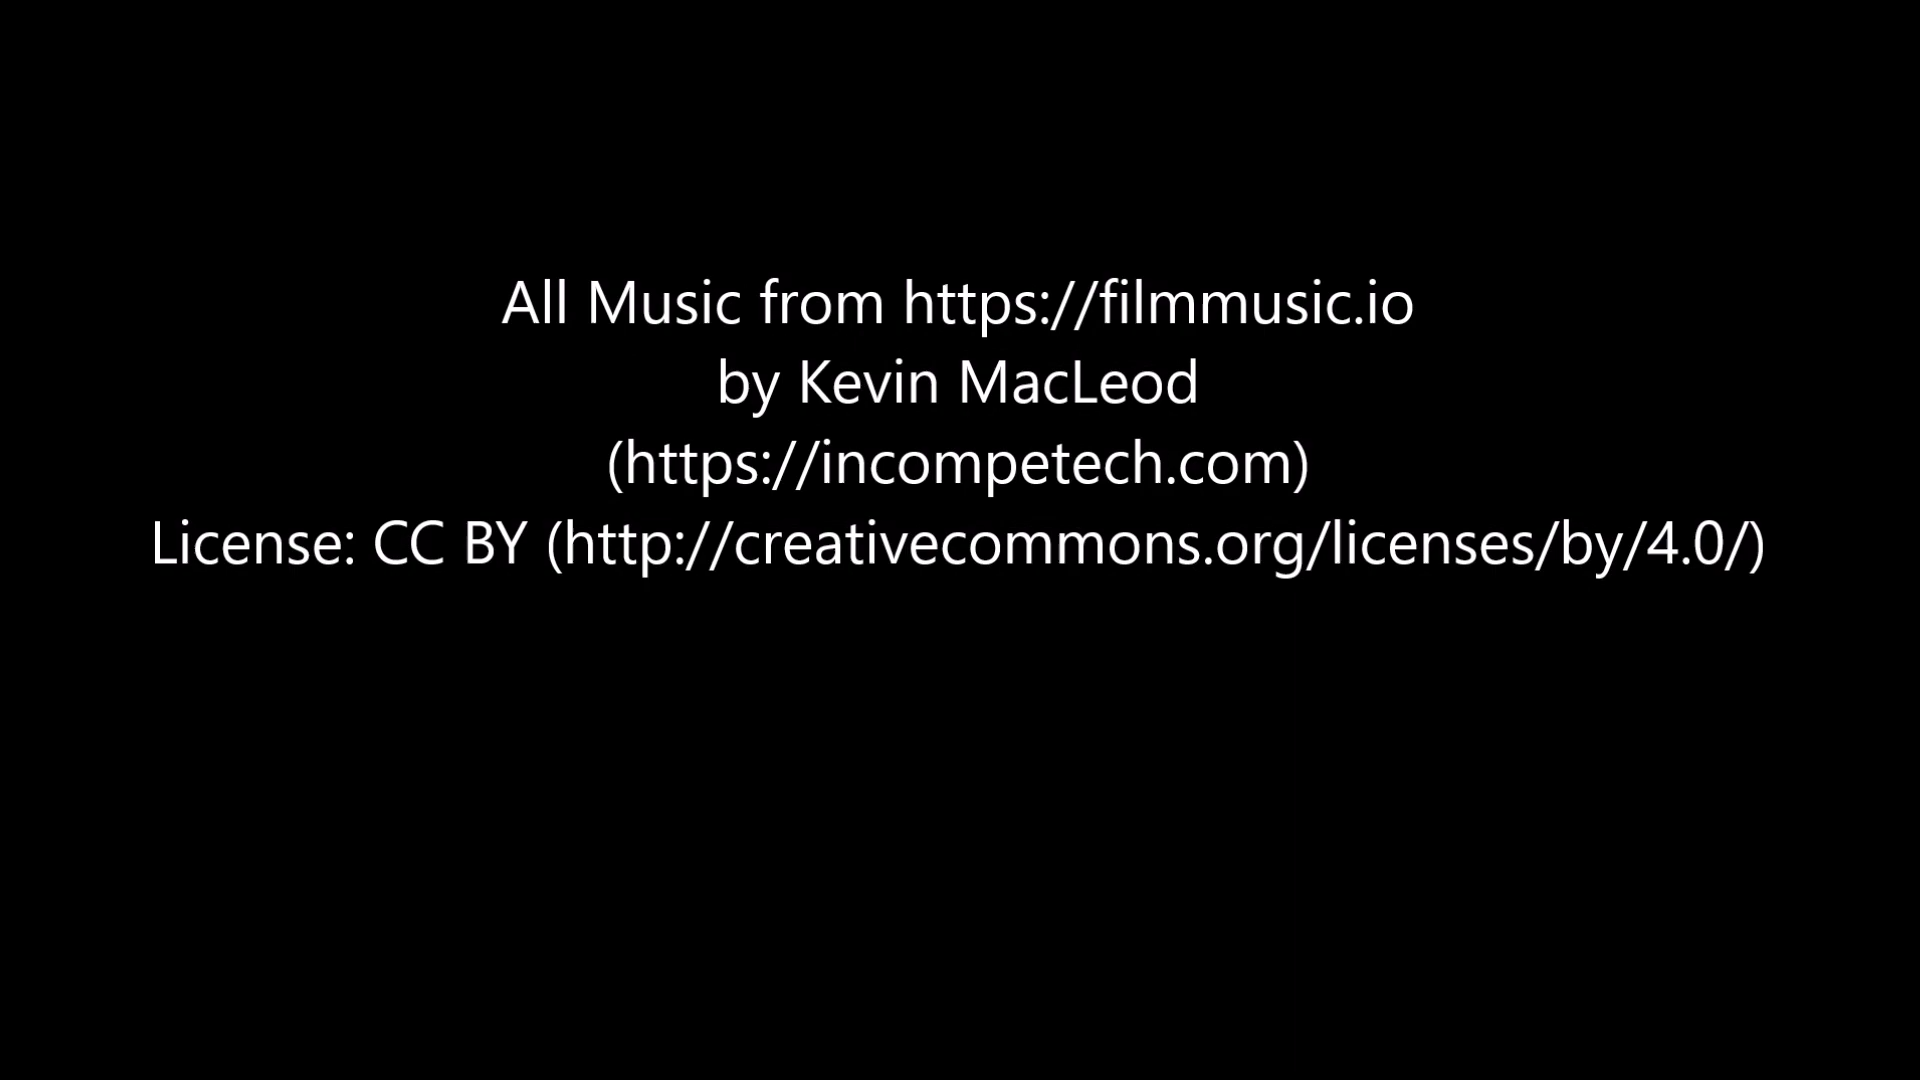 All Music from https://filmmusic.io
by Kevin MacLeod
(https://incompetech.com)
License: CC BY (http://creativecommons.org/licenses/by/4.0/)